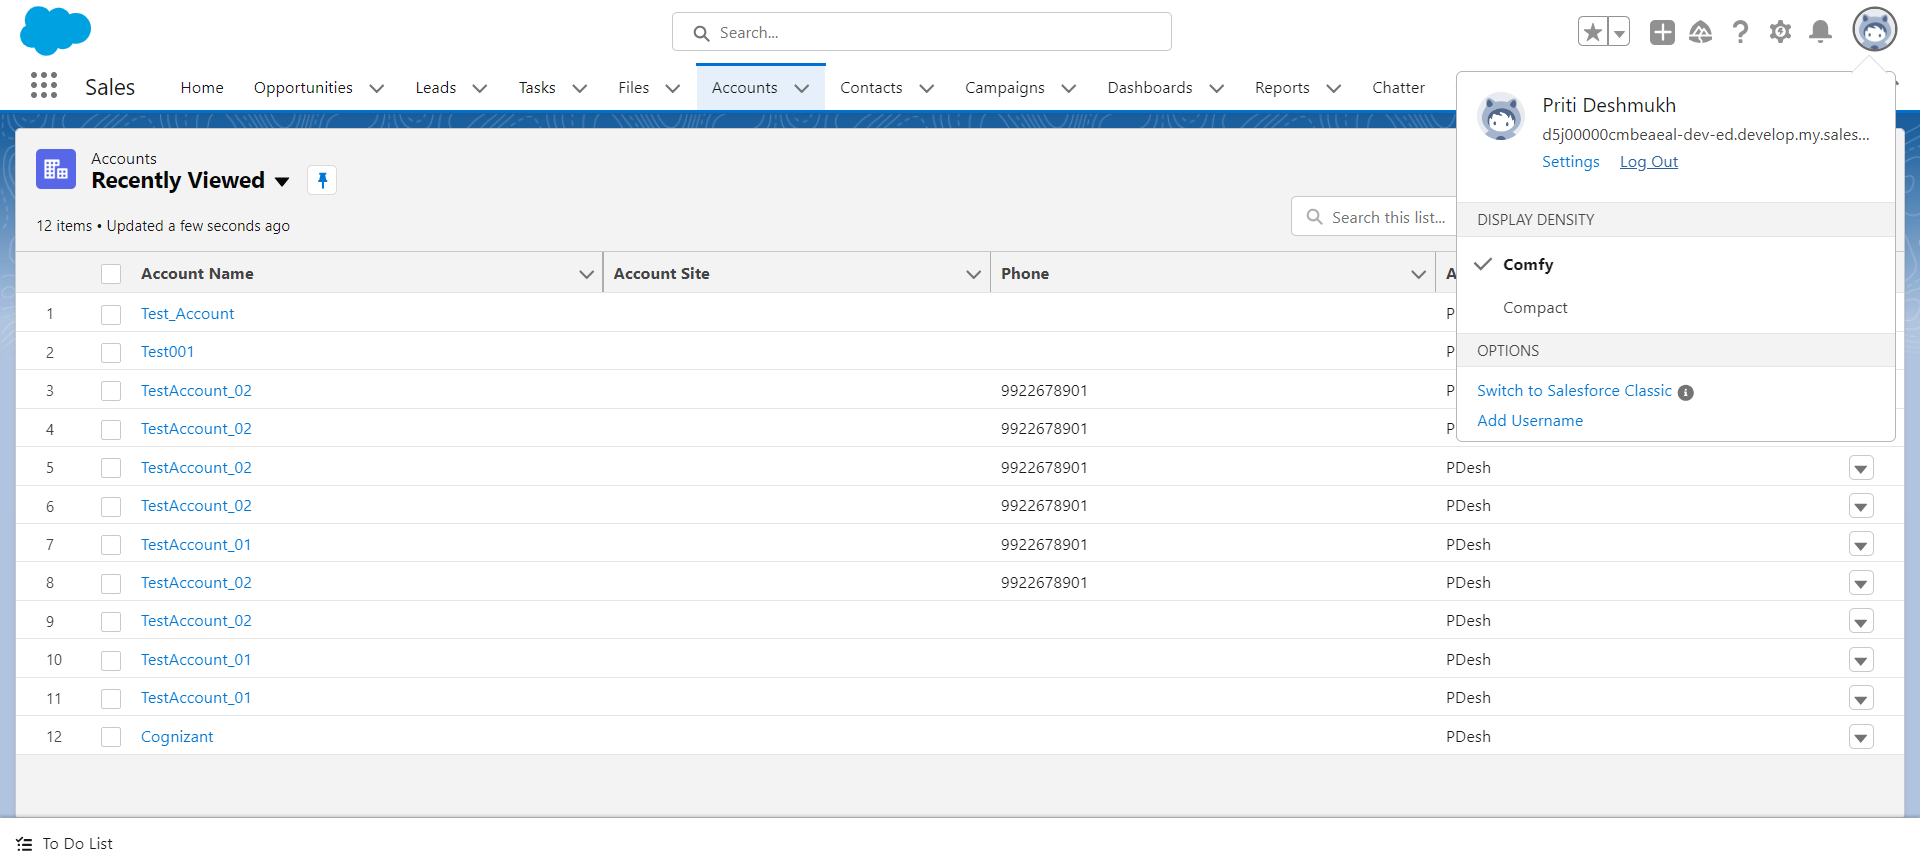 Search...
Sales Home Opportunities Leads Tasks Files Accounts Contacts Campaigns Dashboards Reports Chatter
Priti Deshmukh
d5j00000cmbeaeal-dev-ed.develop.my.sales...
Settings Log Out
DISPLAY DENSITY
Comfy
Compact
OPTIONS
Switch to Salesforce Classic
Add Username
Accounts
Recently Viewed
12 items • Updated a few seconds ago
Search this list...
Account Name Account Site Phone A
1 Test_Account P
2 Test001 P
3 TestAccount_02 9922678901 P
4 TestAccount_02 9922678901 P
5 TestAccount_02 9922678901 PDesh
6 TestAccount_02 9922678901 PDesh
7 TestAccount_01 9922678901 PDesh
8 TestAccount_02 9922678901 PDesh
9 TestAccount_02 PDesh
10 TestAccount_01 PDesh
11 TestAccount_01 PDesh
12 Cognizant PDesh
To Do List